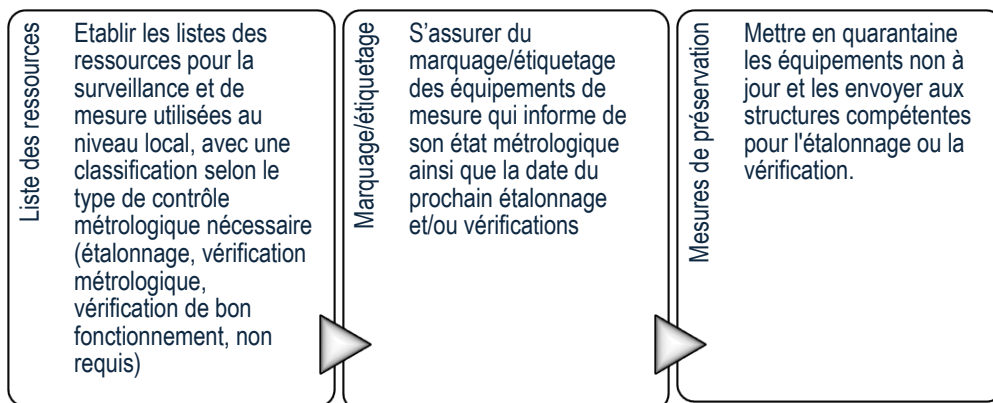 Liste des ressources
Etablir les listes des
ressources pour la
surveillance et de
mesure utilisées au
niveau local, avec une
classification selon le
type de contrôle
métrologique nécessaire
(étalonnage, vérification
métrologique,
vérification de bon
fonctionnement, non
requis)
Marquage/étiquetage
S’assurer du
marquage/étiquetage
des équipements de
mesure qui informe de
son état métrologique
ainsi que la date du
prochain étalonnage
et/ou vérifications
Mesures de préservation
Mettre en quarantaine
les équipements non à
jour et les envoyer aux
structures compétentes
pour l'étalonnage ou la
vérification.